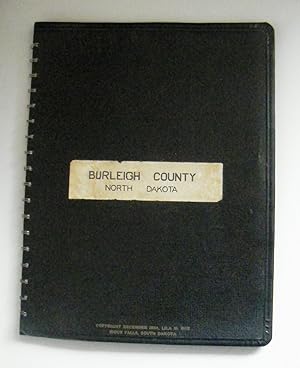 BURLEIGH COUNTY
NORTH DAKOTA
COPYRIGHT DECEMBER
SIOUX FALLS, SOUTH DAKOTA